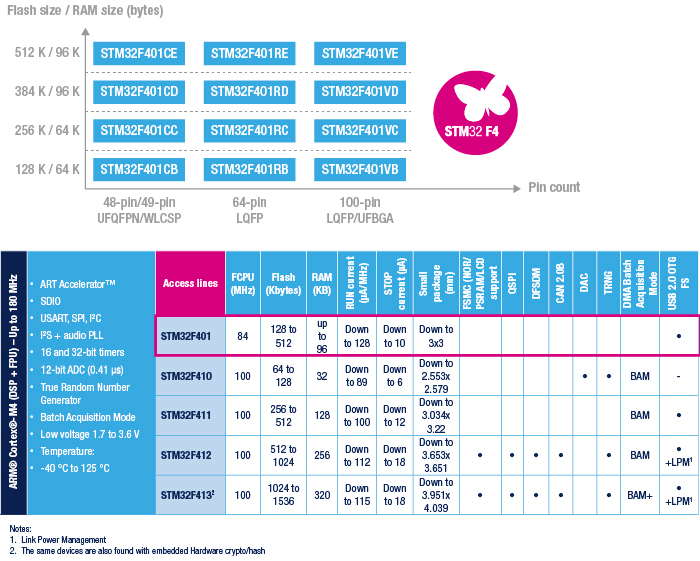 Flash size / RAM size (bytes)
512 K / 96 K STM32F401CE STM32F401RE STM32F401VE
384 K / 96 K STM32F401CD STM32F401RD STM32F401VD
256 K / 64 K STM32F401CC STM32F401RC STM32F401VC
128 K / 64 K STM32F401CB STM32F401RB STM32F401VB
STM32 F4
Pin count
48-pin/49-pin 64-pin 100-pin
UFQFPN/WLCSP LQFP LQFP/UFBGA
ARM® Cortex®-M4 (DSP + FPU) – Up to 180 MHz
• ART Accelerator™
• SDIO
• USART, SPI, I²C
• I²S + audio PLL
• 16 and 32-bit timers
• 12-bit ADC (0.41 µs)
• True Random Number
Generator
• Batch Acquisition Mode
• Low voltage 1.7 to 3.6 V
• Temperature:
-40 °C to 125 °C
Access lines
FCPU
(MHz)
Flash
(Kbytes)
RAM
(KB)
RUN current
(µA/MHz)
STOP
current (µA)
Small
package
(mm)
FSMC (NOR/
PSRAM/LCD
support
QSPI
DFSDM
CAN 2.0B
DAC
TRNG
DMA Batch
Acquisition
Mode
USB 2.0 OTG
FS
STM32F401 84 128 to 512 up to 96 Down to 128 Down to 10 Down to 3x3 •
STM32F410 100 64 to 128 32 Down to 89 Down to 6 Down to 2.553x 2.579 • • BAM -
STM32F411 100 256 to 512 128 Down to 100 Down to 12 Down to 3.034x 3.22 BAM •
STM32F412 100 512 to 1024 256 Down to 112 Down to 18 Down to 3.653x 3.651 • • • • • BAM • +LPM¹
STM32F413² 100 1024 to 1536 320 Down to 115 Down to 18 Down to 3.951x 4.039 • • • • • • BAM+ • +LPM¹
Notes:
1. Link Power Management
2. The same devices are also found with embedded Hardware crypto/hash